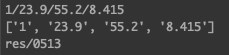 1/23.9/55.2/8.415
['1', '23.9', '55.2', '8.415']
res/0513